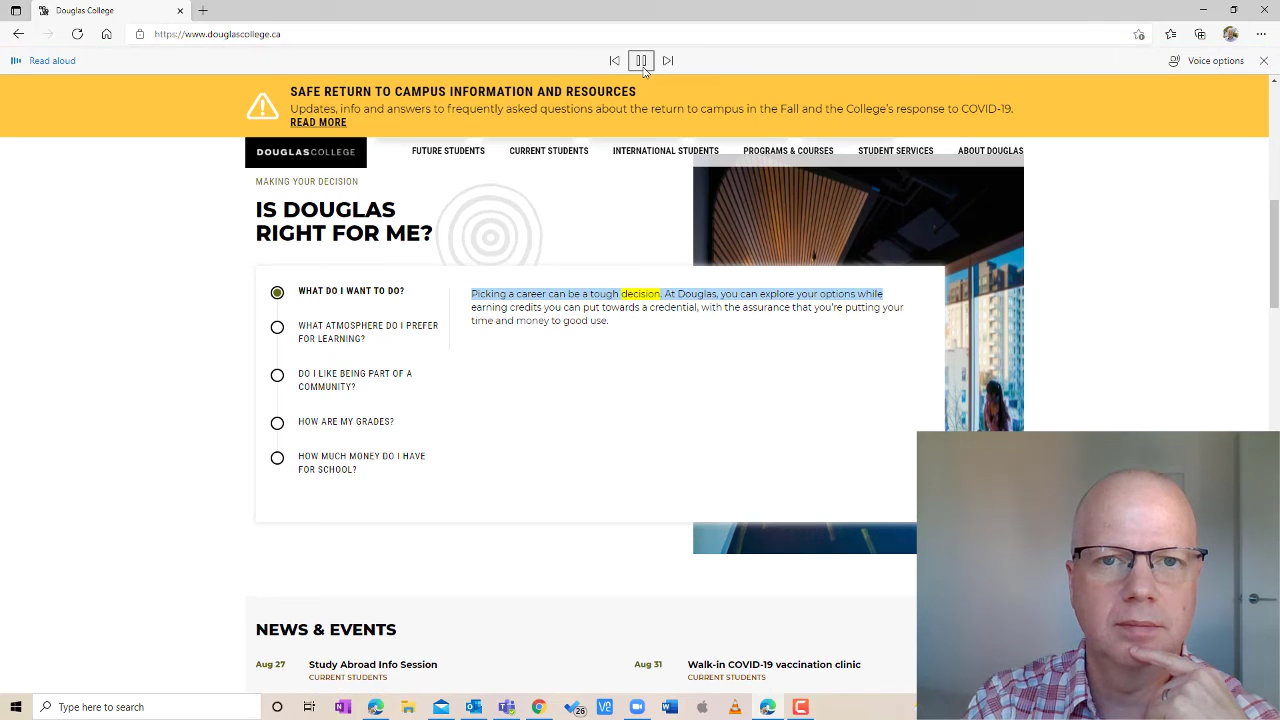 Douglas College
https://www.douglascollege.ca
Read aloud
Voice options
SAFE RETURN TO CAMPUS INFORMATION AND RESOURCES
Updates, info and answers to frequently asked questions about the return to campus in the Fall and the College's response to COVID-19.
READ MORE
DOUGLASCOLLEGE
FUTURE STUDENTS CURRENT STUDENTS INTERNATIONAL STUDENTS PROGRAMS & COURSES STUDENT SERVICES ABOUT DOUGLAS
MAKING YOUR DECISION
IS DOUGLAS
RIGHT FOR ME?
WHAT DO I WANT TO DO?
WHAT ATMOSPHERE DO I PREFER
FOR LEARNING?
DO I LIKE BEING PART OF A
COMMUNITY?
HOW ARE MY GRADES?
HOW MUCH MONEY DO I HAVE
FOR SCHOOL?
Picking a career can be a tough decision. At Douglas, you can explore your options while
earning credits you can put towards a credential, with the assurance that you're putting your
time and money to good use.
NEWS & EVENTS
Aug 27 Study Abroad Info Session
CURRENT STUDENTS
Aug 31 Walk-in COVID-19 vaccination clinic
CURRENT STUDENTS
Type here to search
26